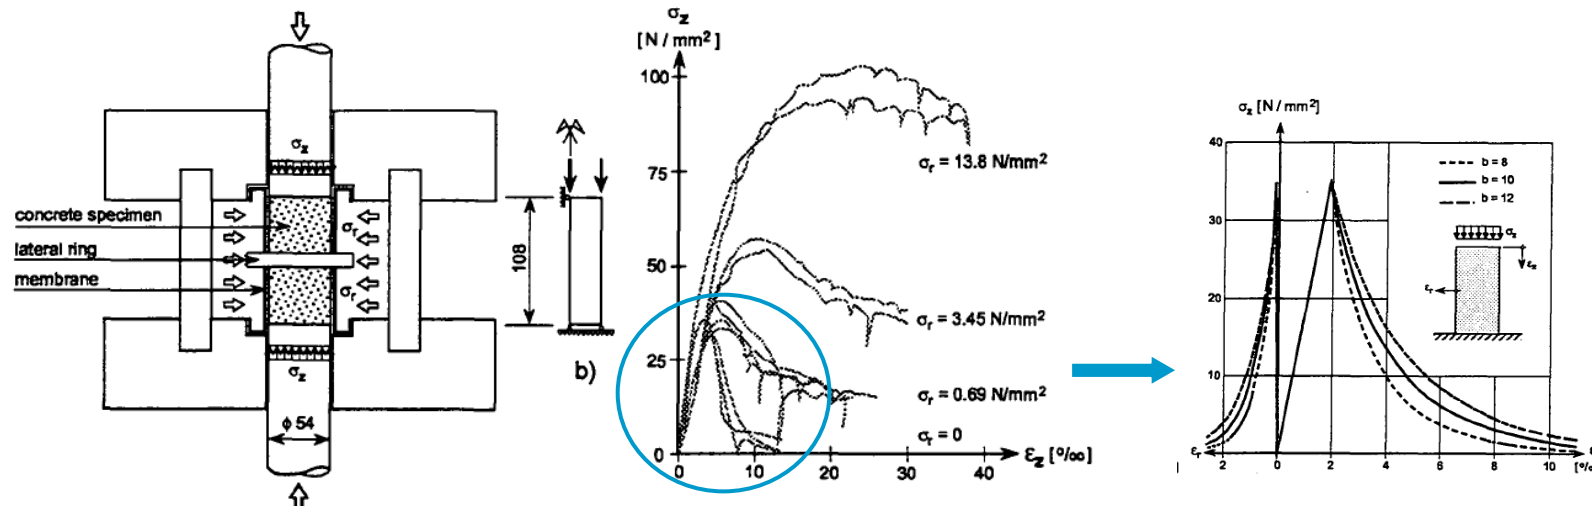 σz
concrete specimen
lateral ring
membrane
σr
σr
σz
ϕ 54
108
b)
σz
[ N / mm²]
100
75
50
25
0
σr = 13.8 N/mm²
σr = 3.45 N/mm²
σr = 0.69 N/mm²
σr = 0
0
10
20
30
40
εz [ º/∞]
σz [ N / mm²]
40
30
20
10
b = 8
b = 10
b = 12
σz
εz
εr
εr
2
1
0
2
4
6
8
10